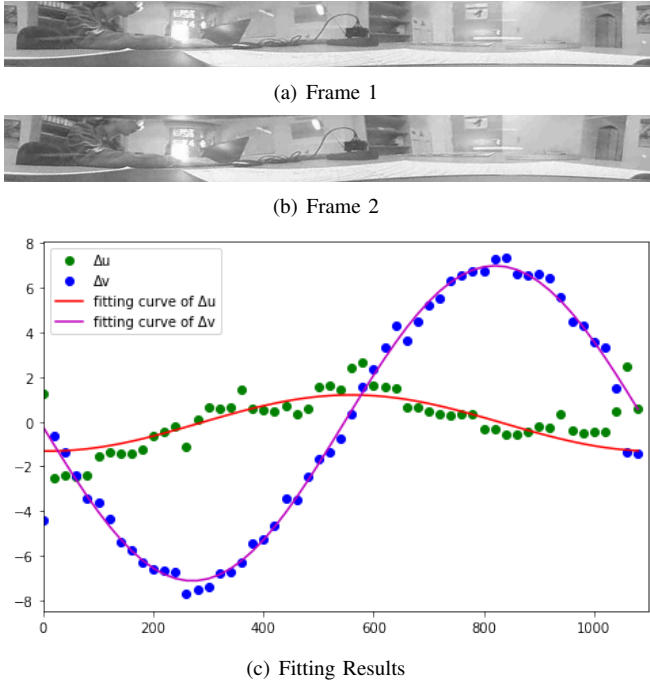 (a) Frame 1
(b) Frame 2
8
6
4
2
0
−2
−4
−6
−8
Δu
Δv
fitting curve of Δu
fitting curve of Δv
0 200 400 600 800 1000
(c) Fitting Results